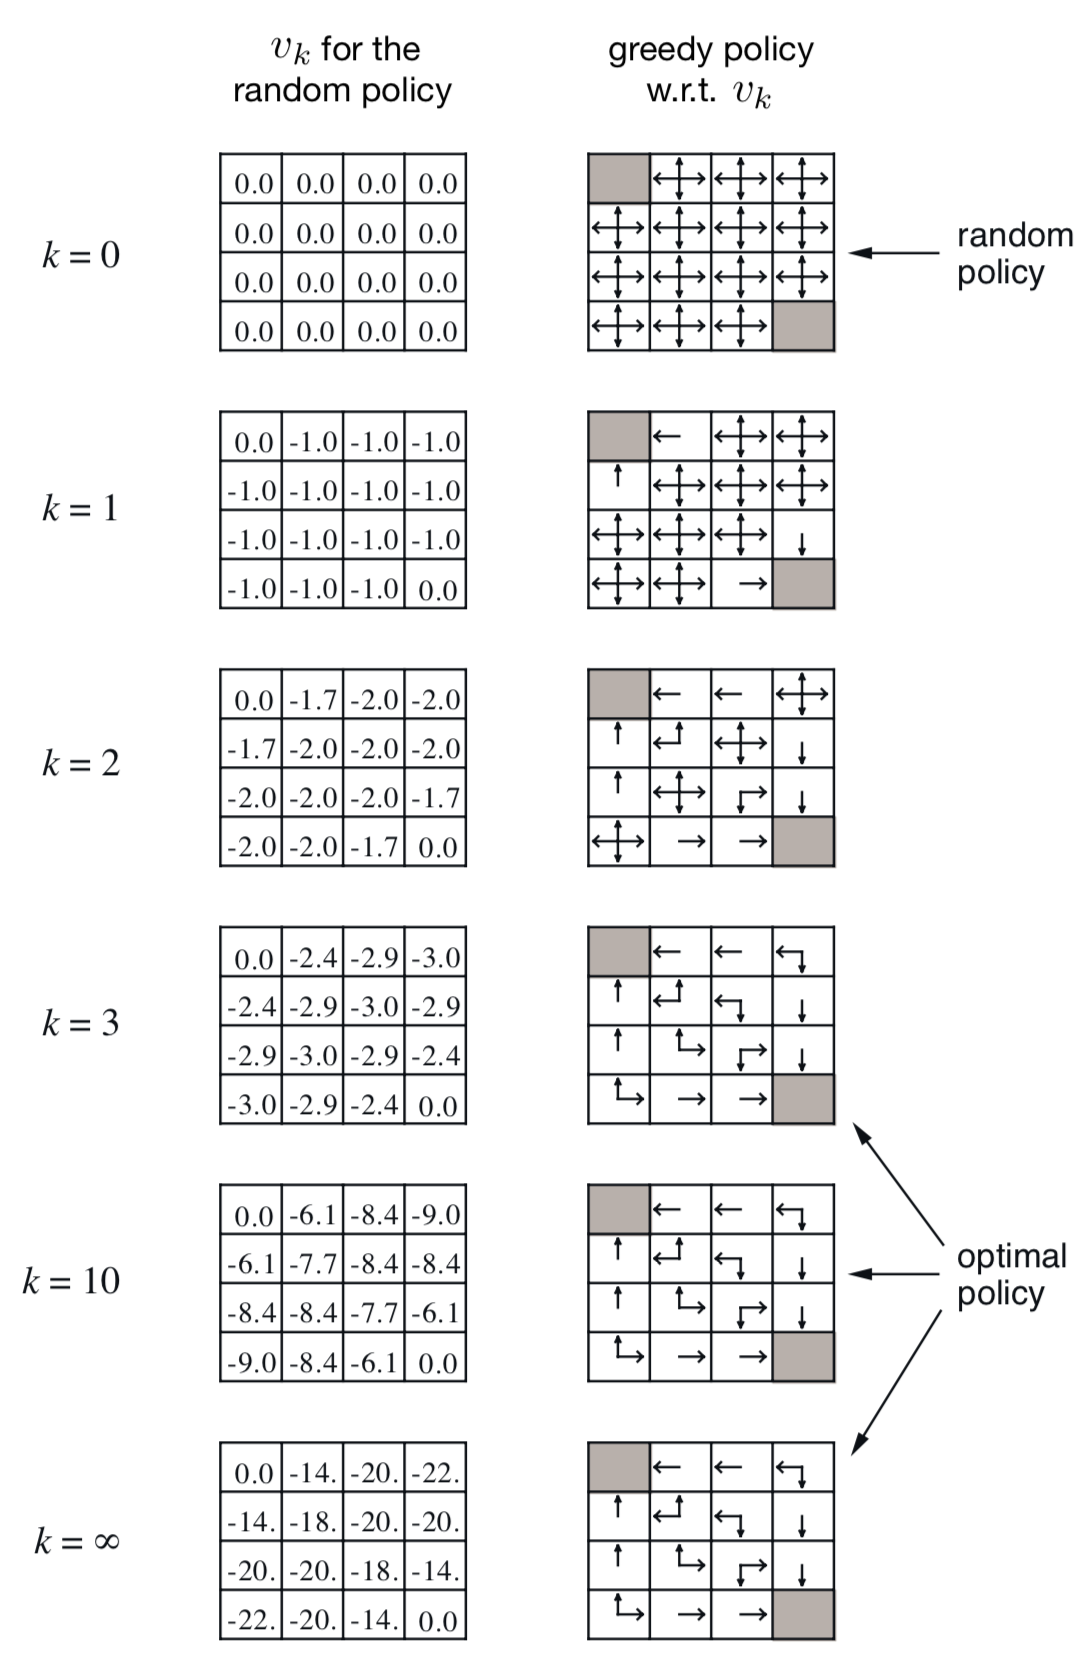 v_k for the
random policy
greedy policy
w.r.t. v_k
k = 0
0.0 0.0 0.0 0.0
0.0 0.0 0.0 0.0
0.0 0.0 0.0 0.0
0.0 0.0 0.0 0.0
random
policy
k = 1
0.0 -1.0 -1.0 -1.0
-1.0 -1.0 -1.0 -1.0
-1.0 -1.0 -1.0 -1.0
-1.0 -1.0 -1.0 0.0
k = 2
0.0 -1.7 -2.0 -2.0
-1.7 -2.0 -2.0 -2.0
-2.0 -2.0 -2.0 -1.7
-2.0 -2.0 -1.7 0.0
k = 3
0.0 -2.4 -2.9 -3.0
-2.4 -2.9 -3.0 -2.9
-2.9 -3.0 -2.9 -2.4
-3.0 -2.9 -2.4 0.0
k = 10
0.0 -6.1 -8.4 -9.0
-6.1 -7.7 -8.4 -8.4
-8.4 -8.4 -7.7 -6.1
-9.0 -8.4 -6.1 0.0
optimal
policy
k = ∞
0.0 -14. -20. -22.
-14. -18. -20. -20.
-20. -20. -18. -14.
-22. -20. -14. 0.0